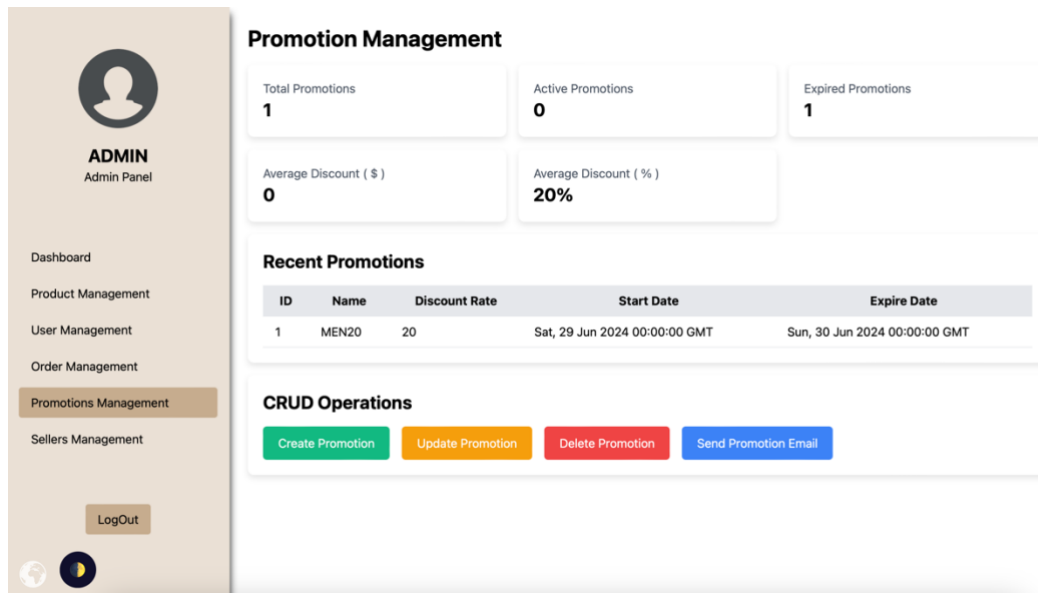 ADMIN
Admin Panel
Dashboard
Product Management
User Management
Order Management
Promotions Management
Sellers Management
LogOut
Promotion Management
Total Promotions
1
Active Promotions
0
Expired Promotions
1
Average Discount ( $ )
0
Average Discount ( % )
20%
Recent Promotions
ID Name Discount Rate Start Date Expire Date
1 MEN20 20 Sat, 29 Jun 2024 00:00:00 GMT Sun, 30 Jun 2024 00:00:00 GMT
CRUD Operations
Create Promotion Update Promotion Delete Promotion Send Promotion Email